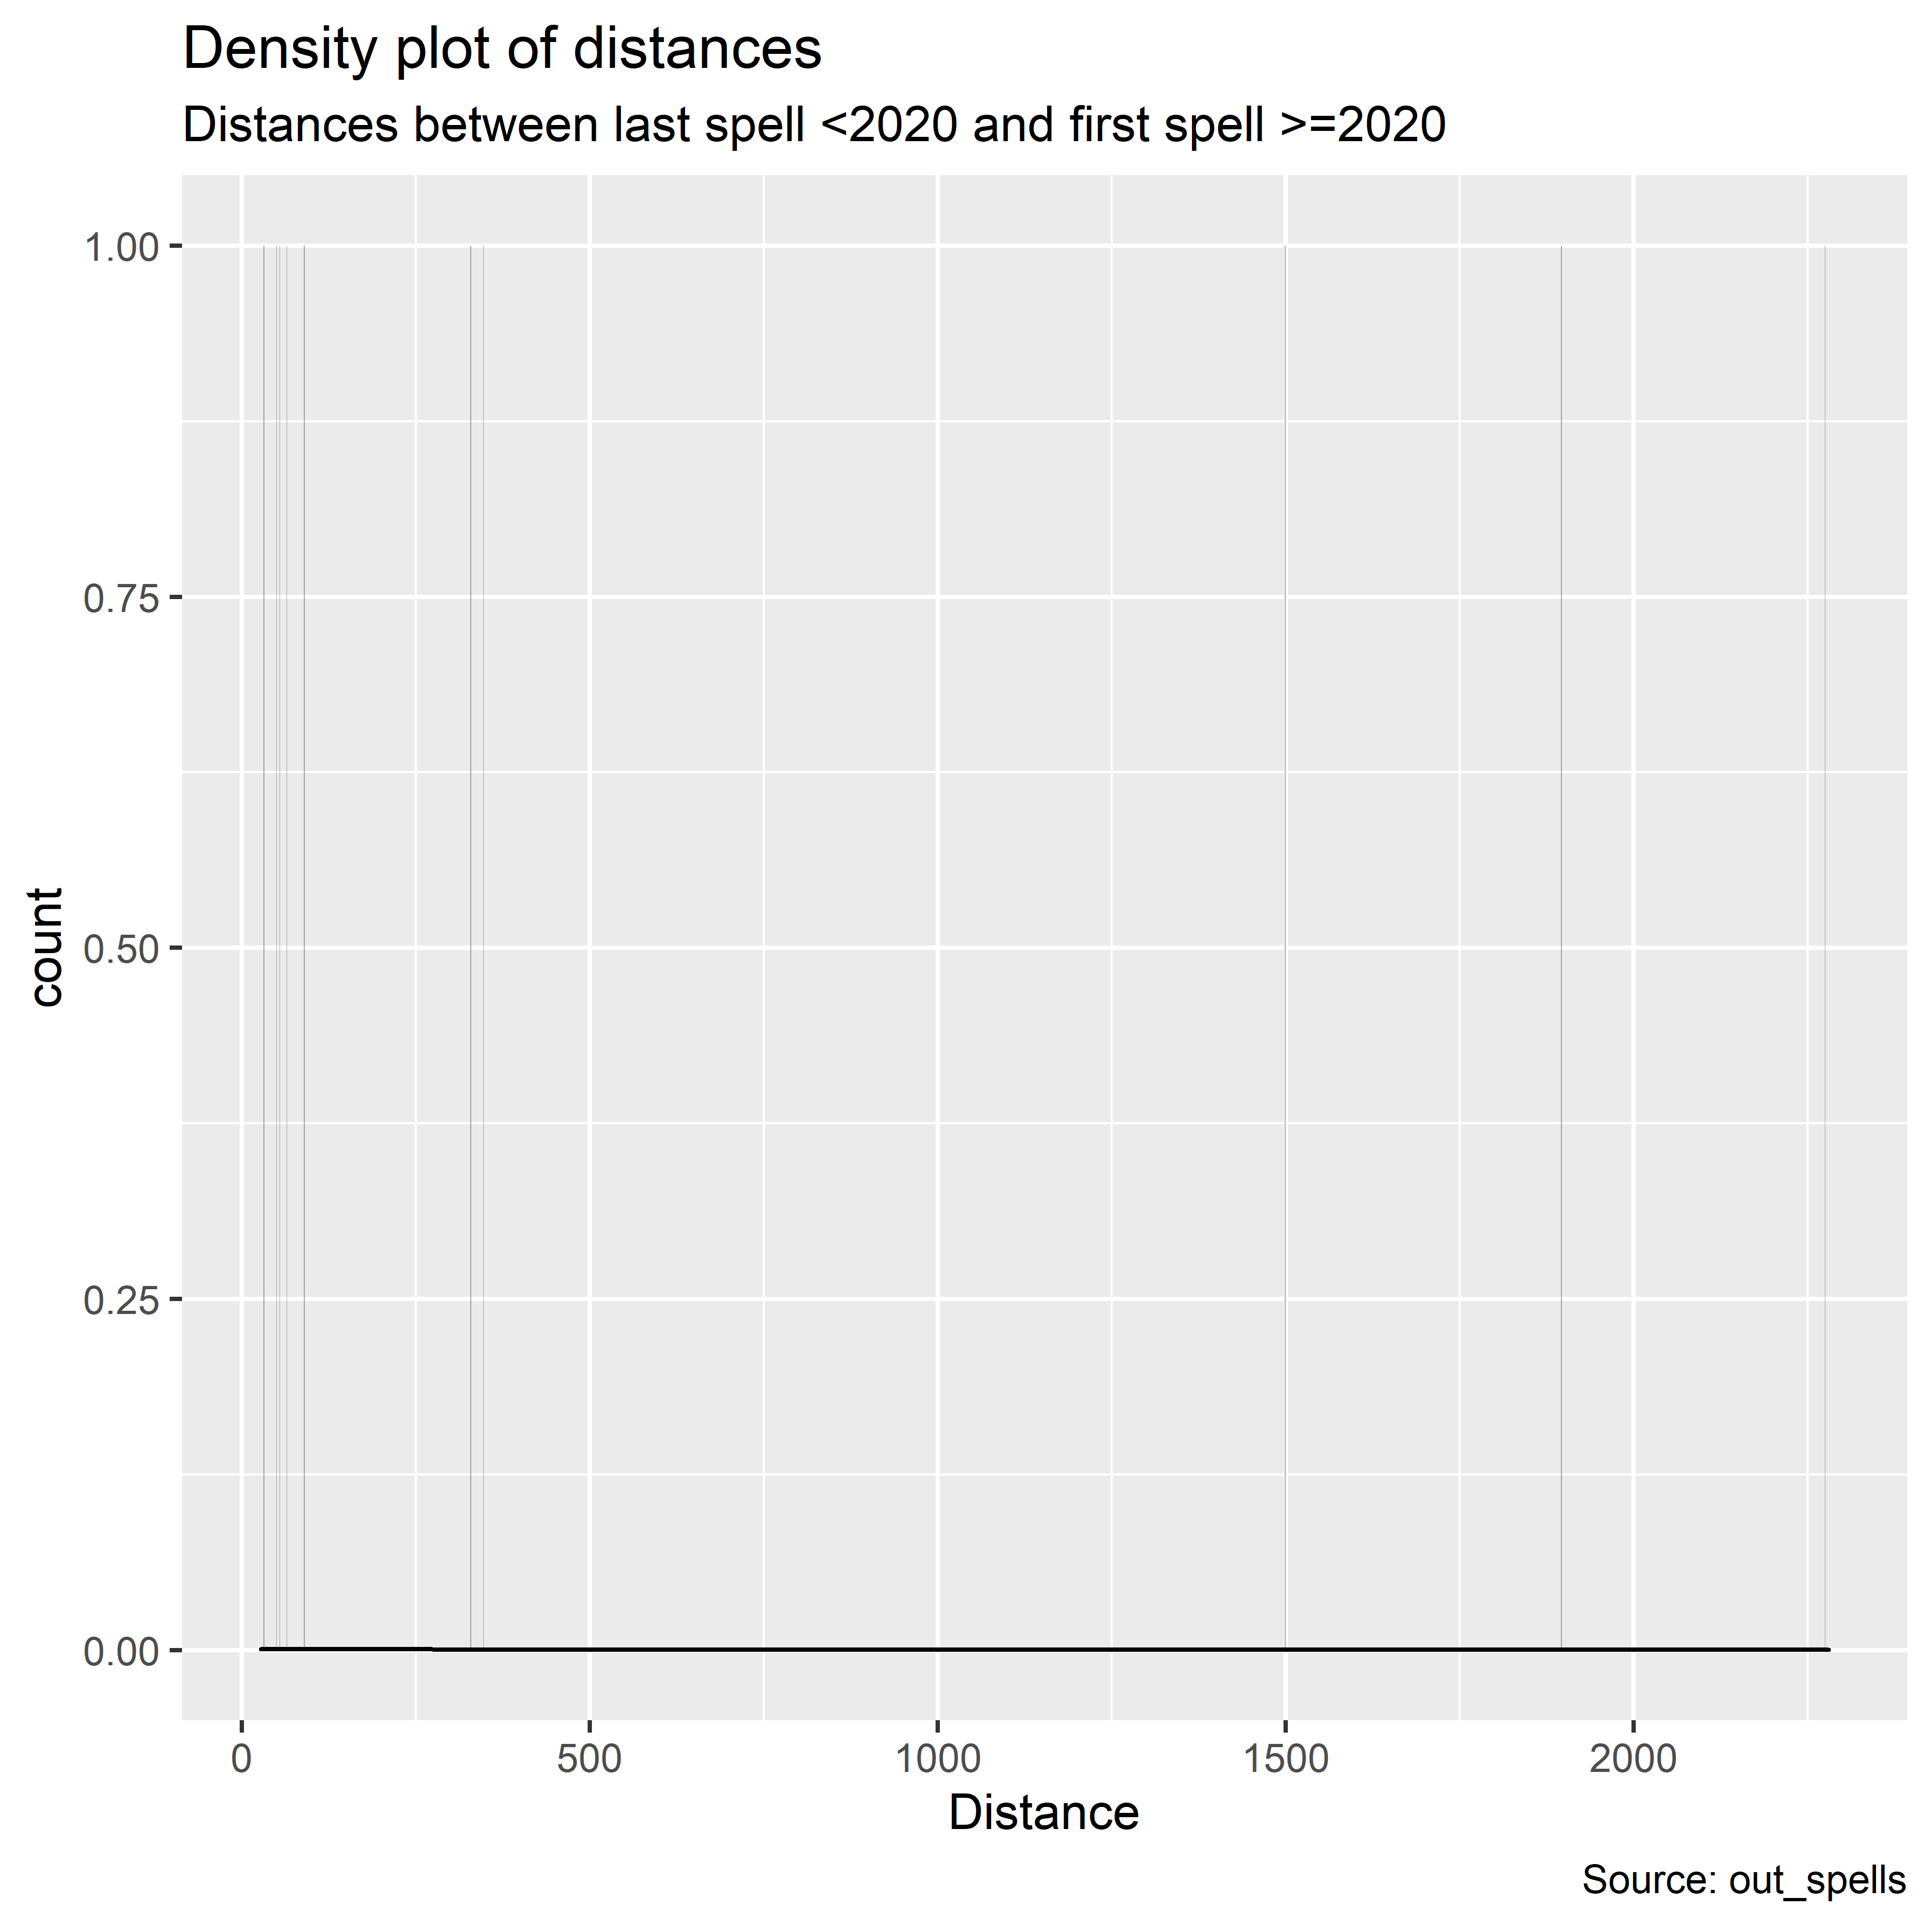 Density plot of distances
Distances between last spell <2020 and first spell >=2020
1.00
0.75
0.50
0.25
0.00
count
0 500 1000 1500 2000
Distance
Source: out_spells